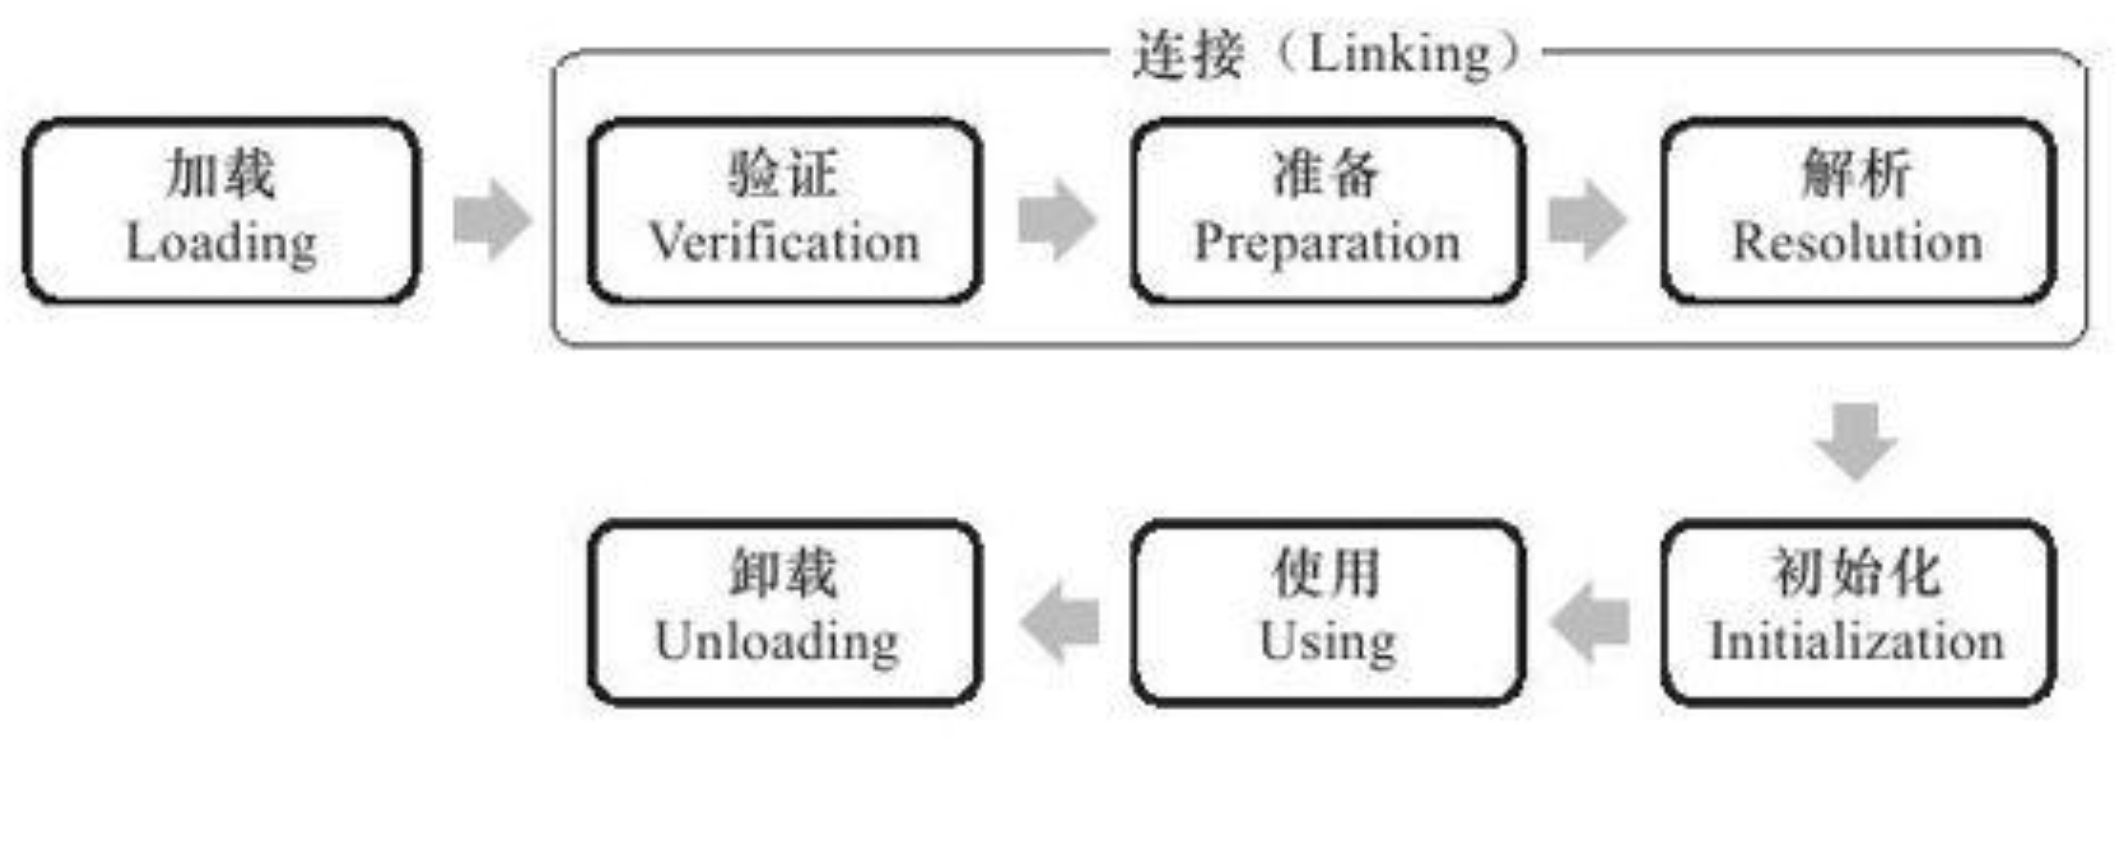 连接（Linking）
加载
Loading
验证
Verification
准备
Preparation
解析
Resolution
初始化
Initialization
使用
Using
卸载
Unloading